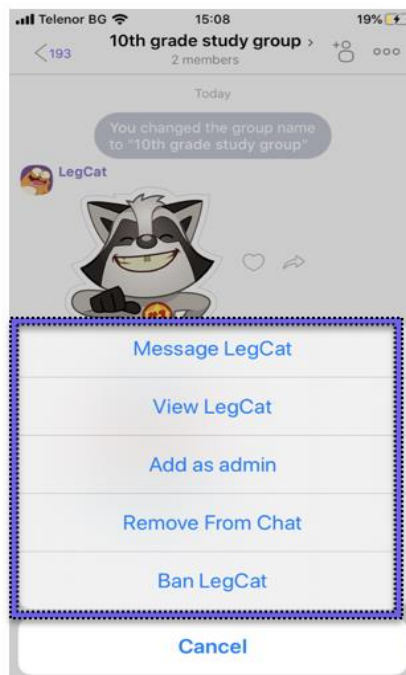 Telenor BG 15:08 19%
193 10th grade study group >
2 members
Today
You changed the group name
to "10th grade study group"
LegCat
#1
Message LegCat
View LegCat
Add as admin
Remove From Chat
Ban LegCat
Cancel